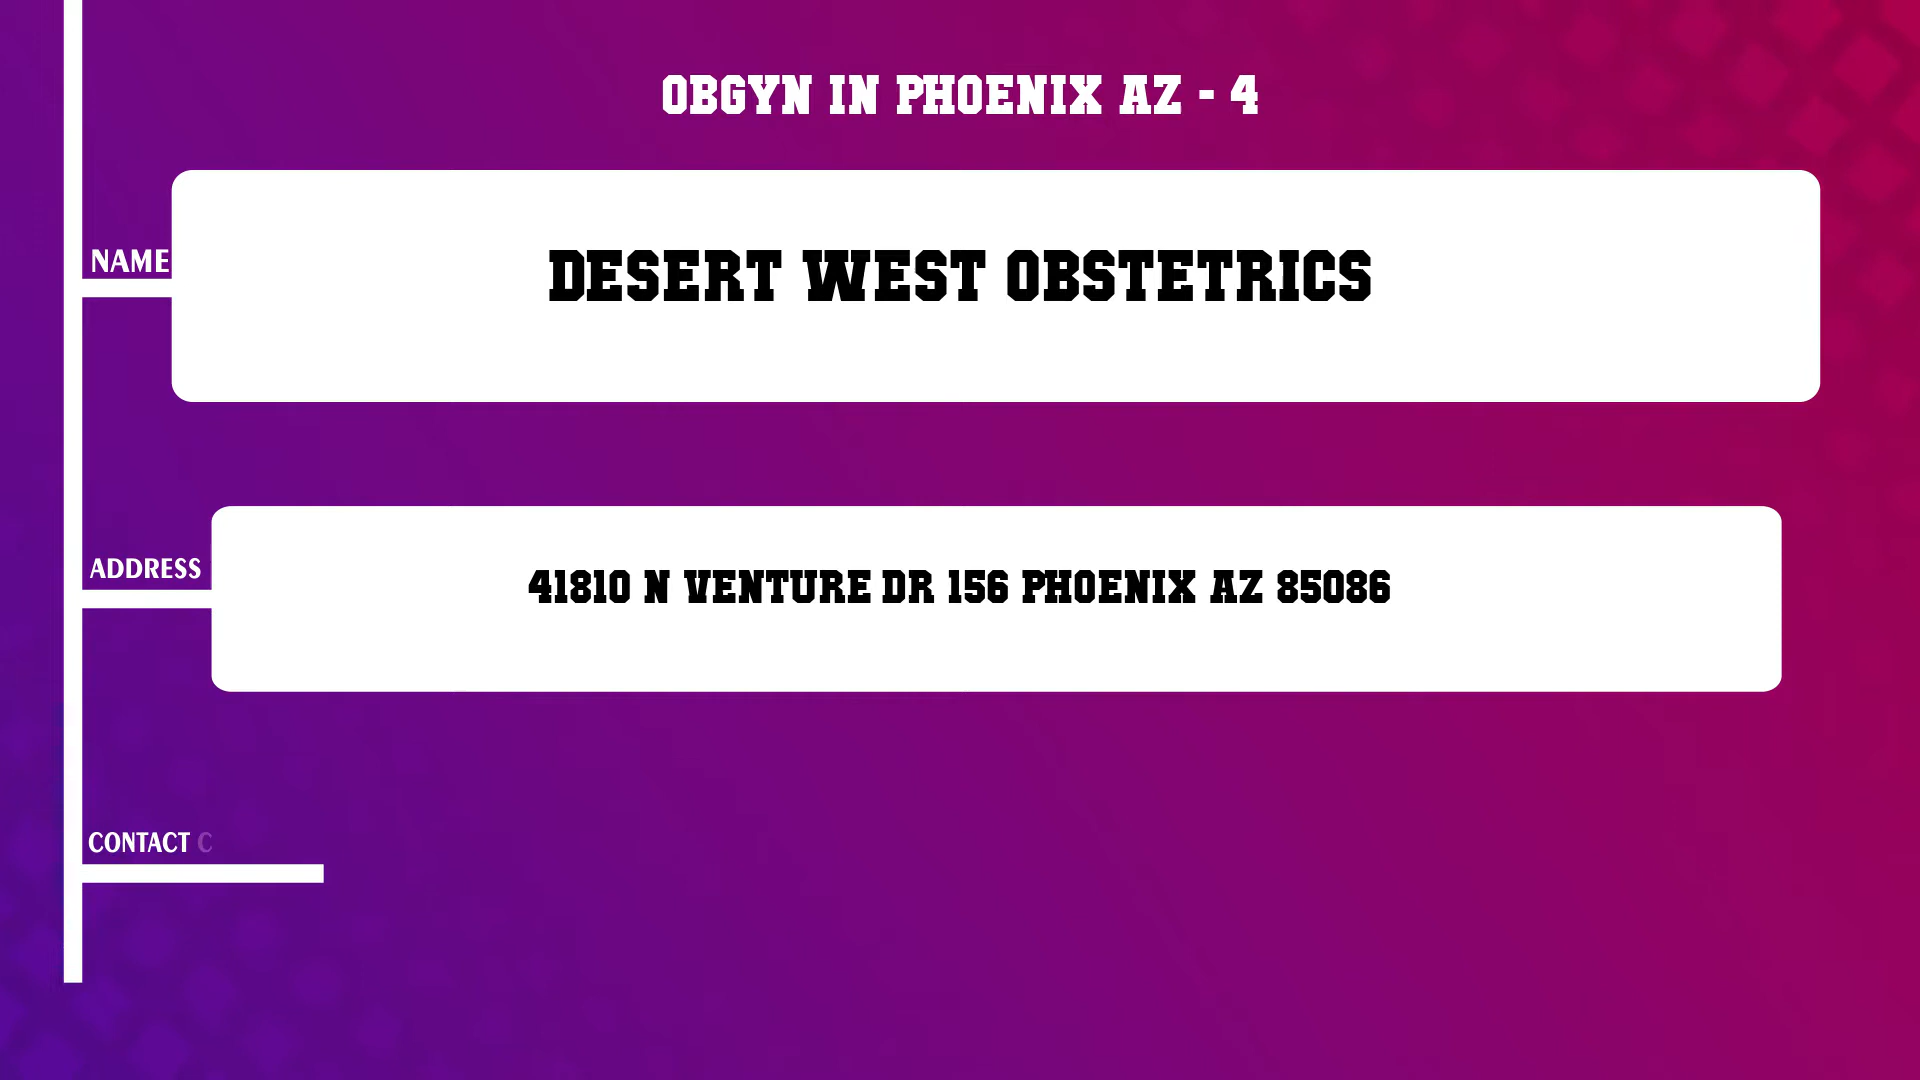 OBGYN IN PHOENIX AZ - 4
NAME
DESERT WEST OBSTETRICS
ADDRESS
41810 N VENTURE DR 156 PHOENIX AZ 85086
CONTACT C